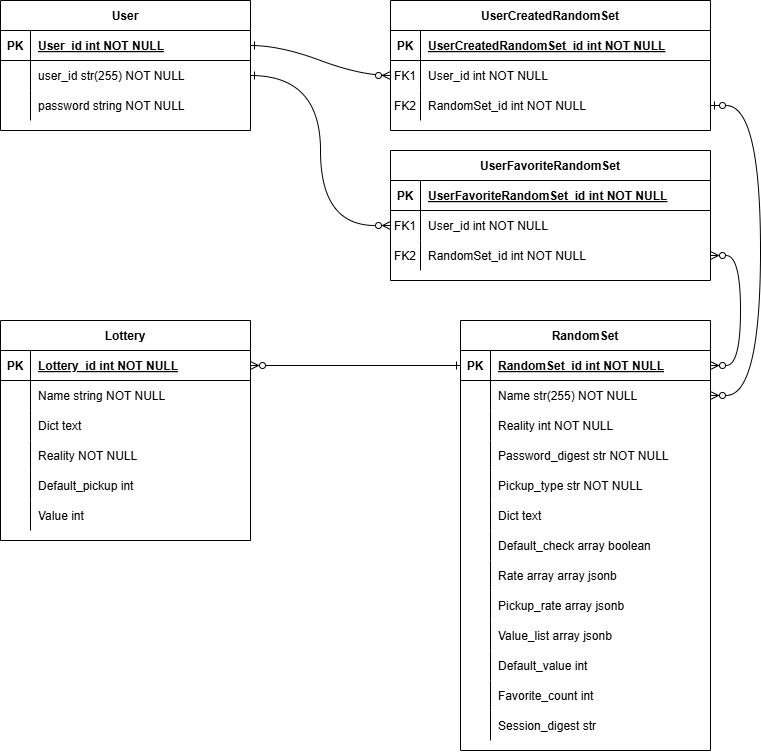 User
PK User_id int NOT NULL
user_id str(255) NOT NULL
password string NOT NULL
UserCreatedRandomSet
PK UserCreatedRandomSet_id int NOT NULL
FK1 User_id int NOT NULL
FK2 RandomSet_id int NOT NULL
UserFavoriteRandomSet
PK UserFavoriteRandomSet_id int NOT NULL
FK1 User_id int NOT NULL
FK2 RandomSet_id int NOT NULL
Lottery
PK Lottery_id int NOT NULL
Name string NOT NULL
Dict text
Reality NOT NULL
Default_pickup int
Value int
RandomSet
PK RandomSet_id int NOT NULL
Name str(255) NOT NULL
Reality int NOT NULL
Password_digest str NOT NULL
Pickup_type str NOT NULL
Dict text
Default_check array boolean
Rate array array jsonb
Pickup_rate array jsonb
Value_list array jsonb
Default_value int
Favorite_count int
Session_digest str